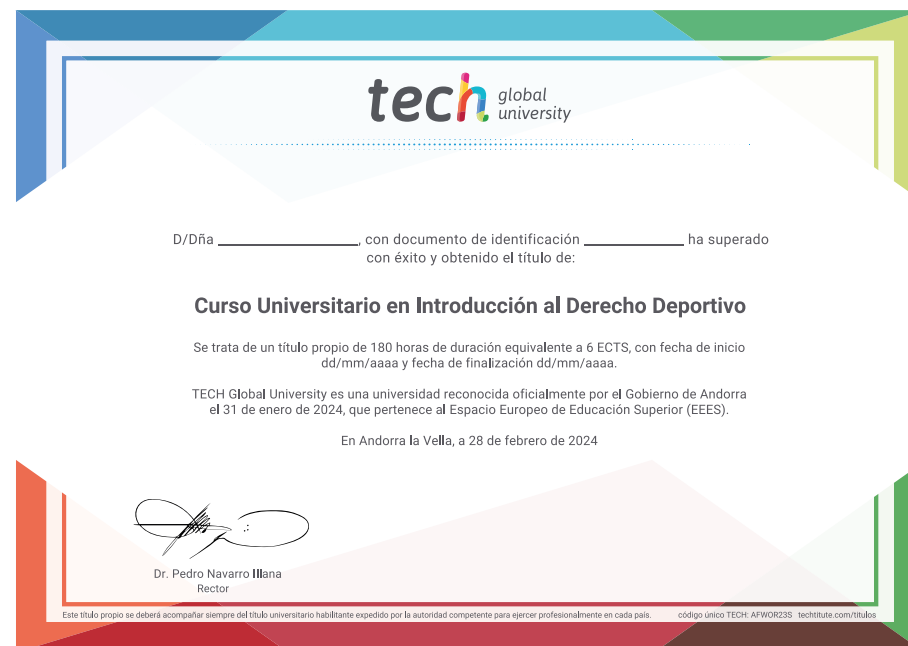 tech global university
D/Dña ____________, con documento de identificación ____________ ha superado
con éxito y obtenido el título de:
Curso Universitario en Introducción al Derecho Deportivo
Se trata de un título propio de 180 horas de duración equivalente a 6 ECTS, con fecha de inicio
dd/mm/aaaa y fecha de finalización dd/mm/aaaa.
TECH Global University es una universidad reconocida oficialmente por el Gobierno de Andorra
el 31 de enero de 2024, que pertenece al Espacio Europeo de Educación Superior (EEES).
En Andorra la Vella, a 28 de febrero de 2024
Dr. Pedro Navarro Illana
Rector
Este título propio se deberá acompañar siempre del título universitario habilitante expedido por la autoridad competente para ejercer profesionalmente en cada país. código único TECH: AFWOR23S techtitute.com/titulos